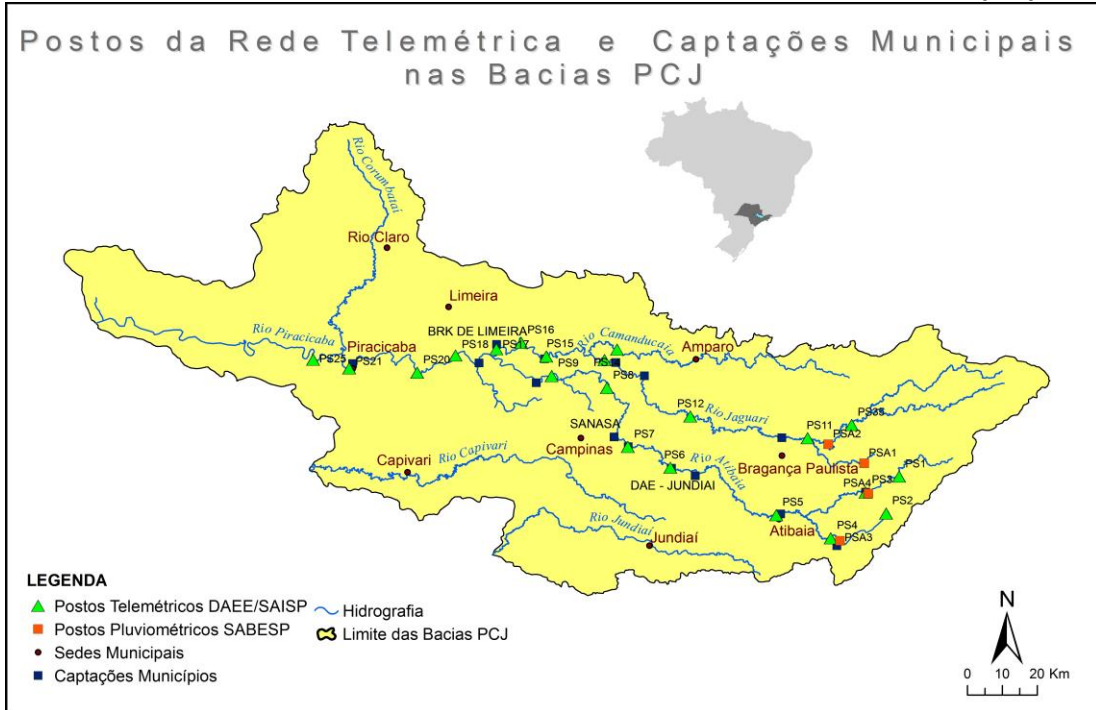 Postos da Rede Telemétrica e Captações Municipais
nas Bacias PCJ
Rio Corumbataí
Rio Claro
Limeira
Rio Piracicaba
Piracicaba
BRK DE LIMEIRA
PS16
PS18
PS17
PS15
Rio Camanducaia
Amparo
PS25
PS21
PS20
PS9
PS8
PS12
Rio Jaguari
PS38
PS11
PSA2
SANASA
Campinas
PS7
Rio Capivari
Capivari
PS6
Rio Atibaia
Bragança Paulista
PSA1
PS1
PS3
PSA4
DAE - JUNDIAI
PS2
PS5
Atibaia
PS4
PSA3
Rio Jundiaí
Jundiaí
LEGENDA
Postos Telemétricos DAEE/SAISP
Hidrografia
Postos Pluviométricos SABESP
Limite das Bacias PCJ
Sedes Municipais
Captações Municípios
N
0 10 20 Km